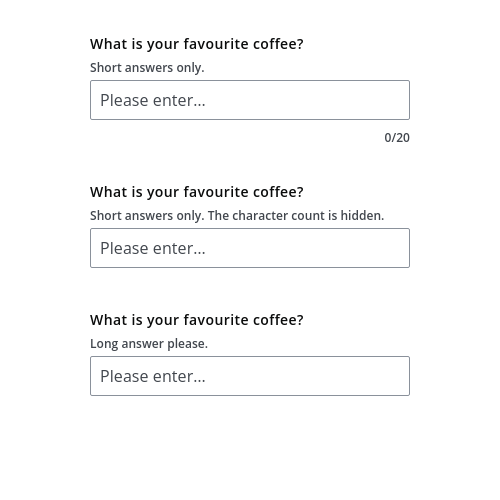 What is your favourite coffee?
Short answers only.
Please enter...
0/20
What is your favourite coffee?
Short answers only. The character count is hidden.
Please enter...
What is your favourite coffee?
Long answer please.
Please enter...